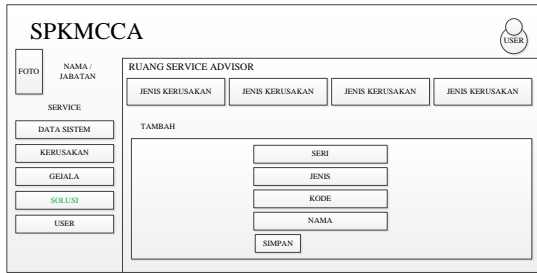 SPKMCCA
USER
FOTO
NAMA /
JABATAN
SERVICE
DATA SISTEM
KERUSAKAN
GEJALA
SOLUSI
USER
RUANG SERVICE ADVISOR
JENIS KERUSAKAN
JENIS KERUSAKAN
JENIS KERUSAKAN
JENIS KERUSAKAN
TAMBAH
SERI
JENIS
KODE
NAMA
SIMPAN